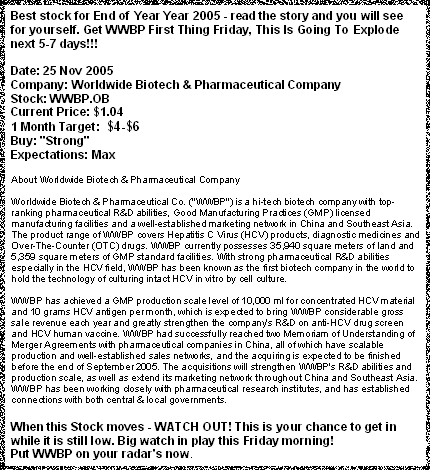 Best stock for End of Year Year 2005 - read the story and you will see
for yourself. Get WWBP First Thing Friday, This Is Going To Explode
next 5-7 days!!!
Date: 25 Nov 2005
Company: Worldwide Biotech & Pharmaceutical Company
Stock: WWBP.OB
Current Price: $1.04
1 Month Target: $4-$6
Buy: "Strong"
Expectations: Max
About Worldwide Biotech & Pharmaceutical Company
Worldwide Biotech & Pharmaceutical Co. ("WWBP") is a hi-tech biotech company with top-
ranking pharmaceutical R&D abilities, Good Manufacturing Practices (GMP) licensed
manufacturing facilities and a well-established marketing network in China and Southeast Asia.
The product range of WWBP covers Hepatitis C Virus (HCV) products, diagnostic medicines and
Over-The-Counter (OTC) drugs. WWBP currently possesses 35,940 square meters of land and
5,359 square meters of GMP standard facilities. With strong pharmaceutical R&D abilities
especially in the HCV field, WWBP has been known as the first biotech company in the world to
hold the technology of culturing intact HCV in vitro by cell culture.
WWBP has achieved a GMP production scale level of 10,000 ml for concentrated HCV material
and 10 grams HCV antigen per month, which is expected to bring WWBP considerable gross
sale revenue each year and greatly strengthen the company's R&D on anti-HCV drug screen
and HCV human vaccine. WWBP had successfully reached two Memoriam of Understanding of
Merger Agreements with pharmaceutical companies in China, all of which have scalable
production and well-established sales networks, and the acquiring is expected to be finished
before the end of September 2005. The acquisitions will strengthen WWBP's R&D abilities and
production scale, as well as extend its marketing network throughout China and Southeast Asia.
WWBP has been working closely with pharmaceutical research institutes, and has established
connections with both central & local governments.
When this Stock moves - WATCH OUT! This is your chance to get in
while it is still low. Big watch in play this Friday morning!
Put WWBP on your radar's now.